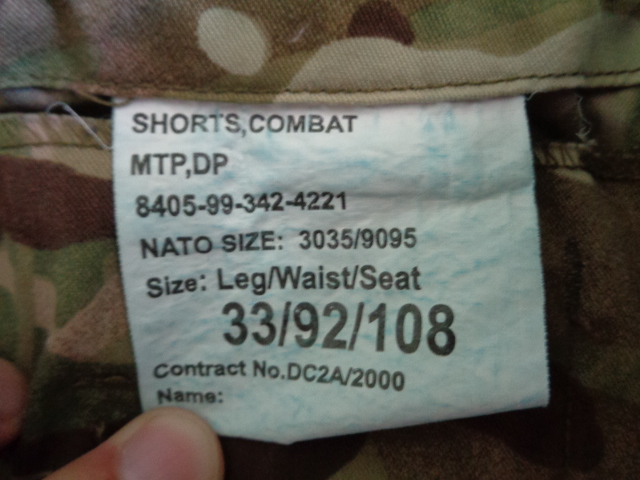 SHORTS,COMBAT
MTP,DP
8405-99-342-4221
NATO SIZE: 3035/9095
Size: Leg/Waist/Seat
33/92/108
Contract No.DC2A/2000
Name: